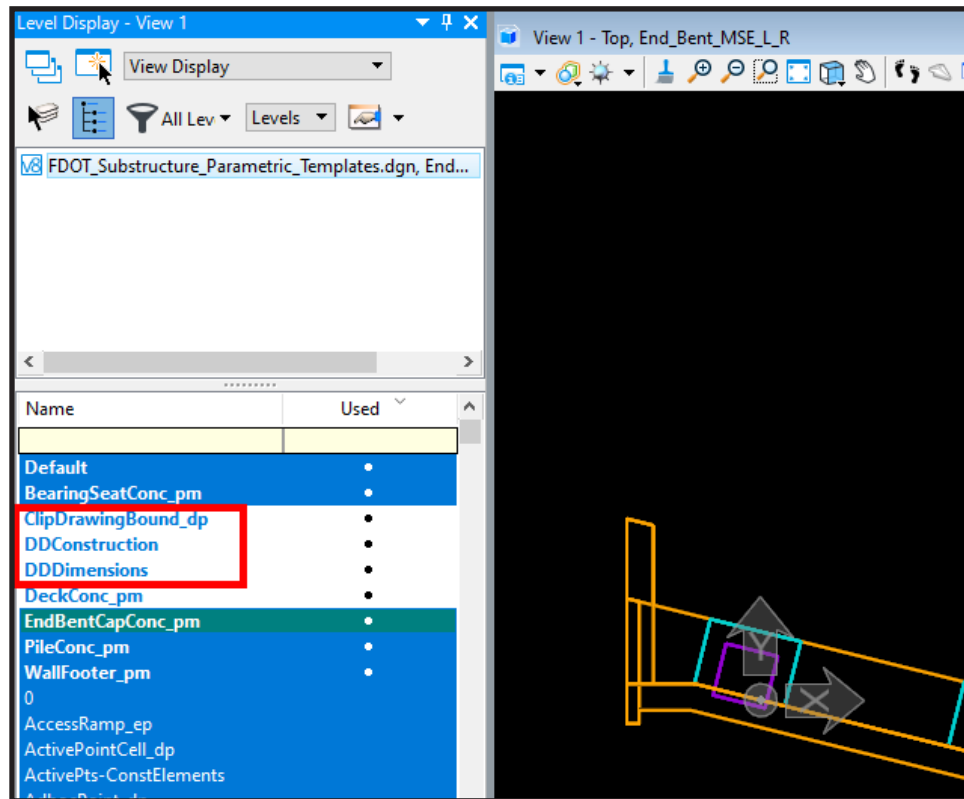 Level Display - View 1
View 1 - Top, End_Bent_MSE_L_R
View Display
All Lev
Levels
V8 FDOT_Substructure_Parametric_Templates.dgn, End...
Name Used
Default
BearingSeatConc_pm
ClipDrawingBound_dp
DDConstruction
DDDimensions
DeckConc_pm
EndBentCapConc_pm
PileConc_pm
WallFooter_pm
0
AccessRamp_ep
ActivePointCell_dp
ActivePts-ConstElements
Y
X